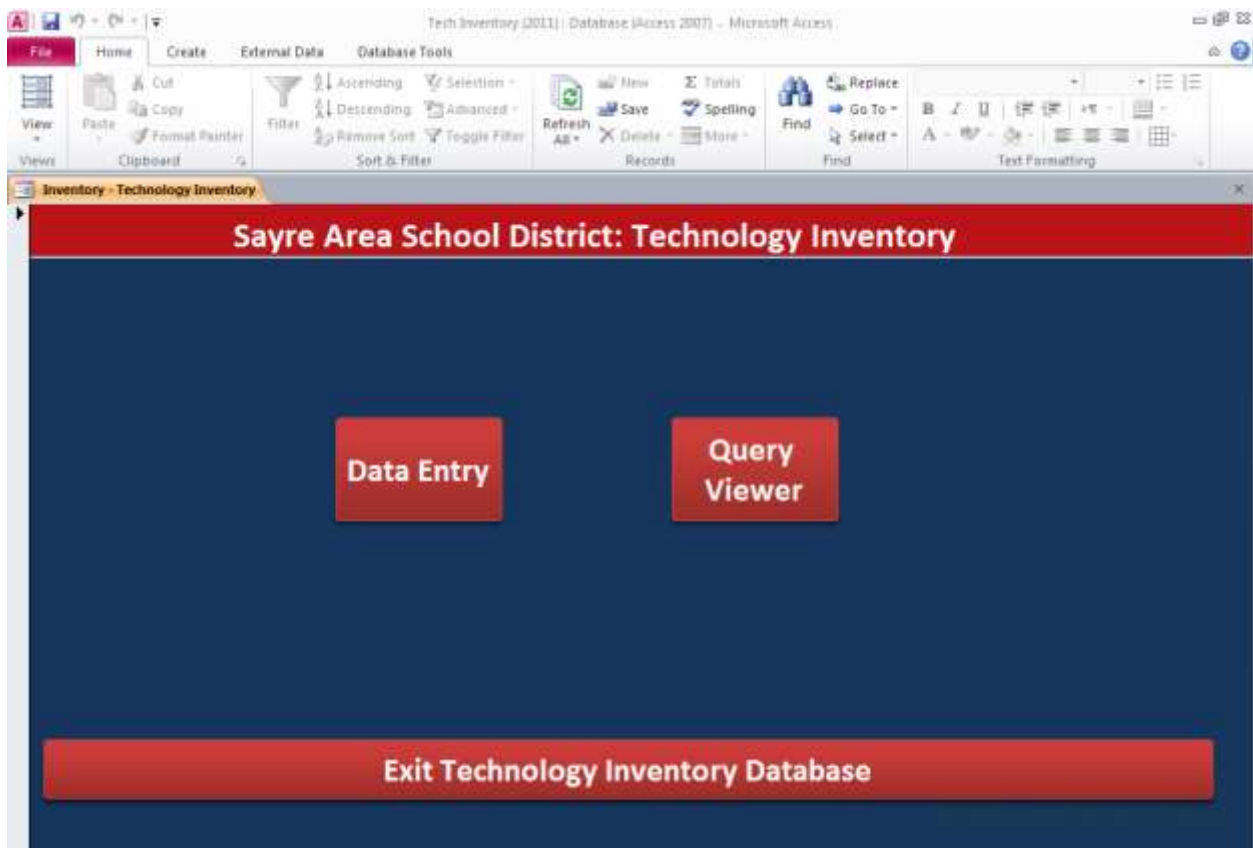 Tech Inventory (2011) : Database (Access 2007) - Microsoft Access
File Home Create External Data Database Tools
View
Views
Paste
Cut
Copy
Format Painter
Clipboard
Filter
Ascending
Descending
Remove Sort
Selection
Advanced
Toggle Filter
Sort & Filter
Refresh
All
New
Save
Delete
Totals
Spelling
More
Records
Find
Replace
Go To
Select
Find
B I U
A
Text Formatting
Inventory - Technology Inventory
Sayre Area School District: Technology Inventory
Data Entry
Query
Viewer
Exit Technology Inventory Database